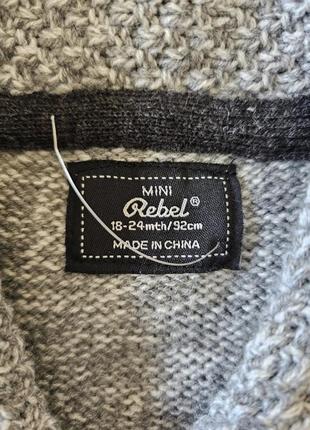 MINI
Rebel®
18-24mth/92cm
MADE IN CHINA